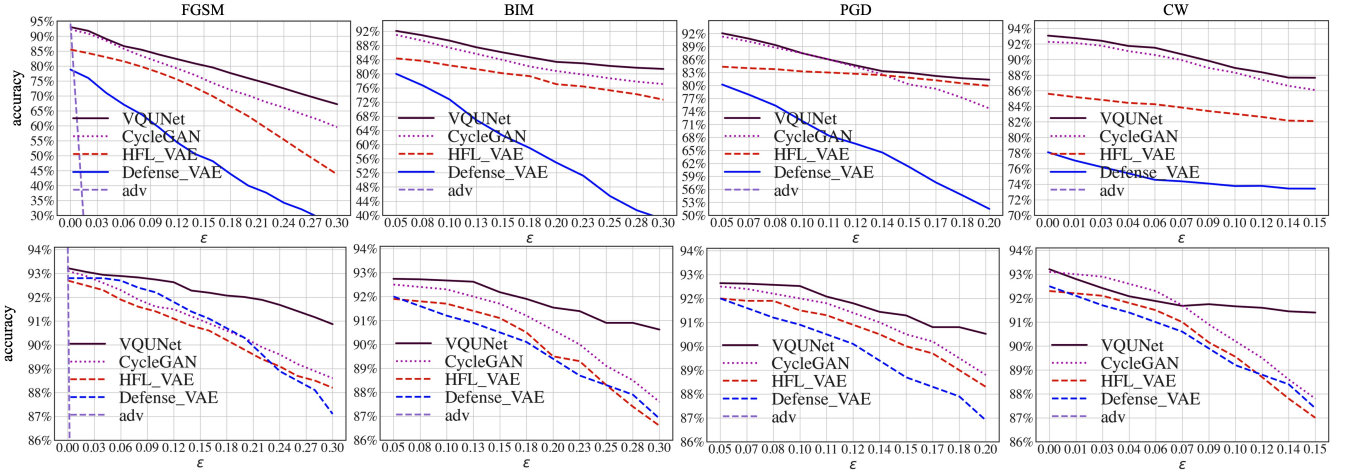 FGSM BIM PGD CW
accuracy
95%
90%
85%
80%
75%
70%
65%
60%
55%
50%
45%
40%
35%
30%
VQUNet
CycleGAN
HFL_VAE
Defense_VAE
adv
0.00 0.03 0.03 0.09 0.09 0.12 0.13 0.18 0.21 0.21 0.24 0.27 0.30
ε
92%
88%
84%
80%
76%
72%
68%
64%
60%
56%
52%
48%
44%
40%
VQUNet
CycleGAN
HFL_VAE
Defense_VAE
adv
0.05 0.08 0.10 0.13 0.15 0.18 0.20 0.23 0.25 0.28 0.30
ε
92%
89%
86%
83%
80%
77%
74%
71%
68%
65%
62%
59%
56%
53%
50%
VQUNet
CycleGAN
HFL_VAE
Defense_VAE
adv
0.05 0.07 0.08 0.10 0.11 0.12 0.14 0.15 0.17 0.18 0.20
ε
94%
92%
90%
88%
86%
84%
82%
80%
78%
76%
74%
72%
70%
VQUNet
CycleGAN
HFL_VAE
Defense_VAE
adv
0.00 0.01 0.03 0.04 0.06 0.07 0.09 0.10 0.12 0.14 0.15
ε
accuracy
94%
93%
92%
91%
90%
89%
88%
87%
86%
VQUNet
CycleGAN
HFL_VAE
Defense_VAE
adv
0.00 0.03 0.06 0.09 0.12 0.15 0.18 0.21 0.24 0.27 0.30
ε
94%
93%
92%
91%
90%
89%
88%
87%
86%
VQUNet
CycleGAN
HFL_VAE
Defense_VAE
adv
0.05 0.08 0.10 0.13 0.15 0.18 0.20 0.23 0.25 0.28 0.30
ε
94%
93%
92%
91%
90%
89%
88%
87%
86%
VQUNet
CycleGAN
HFL_VAE
Defense_VAE
adv
0.05 0.07 0.08 0.10 0.11 0.12 0.14 0.15 0.17 0.18 0.20
ε
94%
93%
92%
91%
90%
89%
88%
87%
86%
VQUNet
CycleGAN
HFL_VAE
Defense_VAE
adv
0.00 0.01 0.03 0.04 0.06 0.07 0.09 0.10 0.12 0.14 0.15
ε